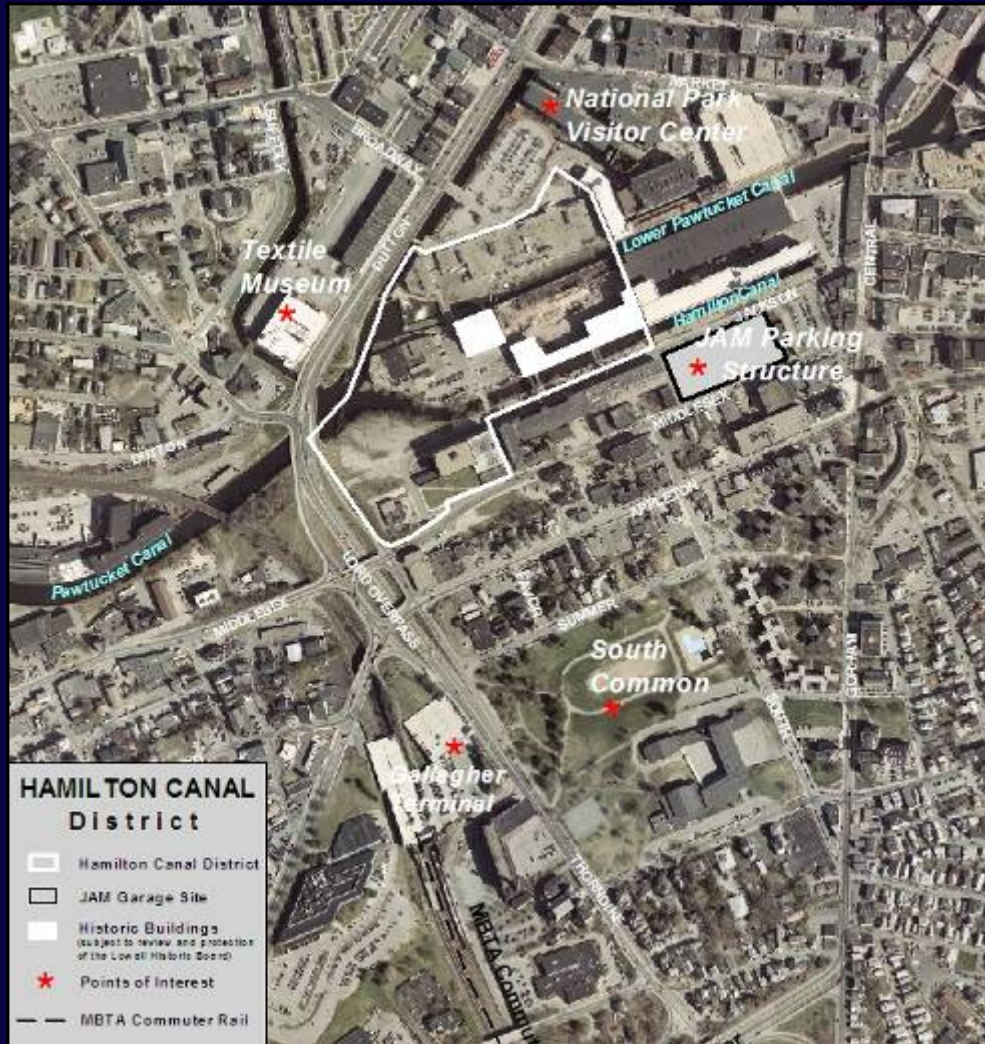 MARKET
National Park
Visitor Center
BROADWAY
DUTTON
Lower Pawtucket Canal
CENTRAL
Textile
Museum
Hamilton Canal
JACKSON
JAM Parking
Structure
MIDDLESEX
Pawtucket Canal
APPLETON
LORD OVERPASS
MIDDLESEX
SUMMER
South
Common
GORHAM
Gallagher
Terminal
THORNDIKE
MBTA Commu
HAMILTON CANAL
District
Hamilton Canal District
JAM Garage Site
Historic Buildings
(subject to review and protection
of the Lowell Historic Board)
Points of Interest
MBTA Commuter Rail